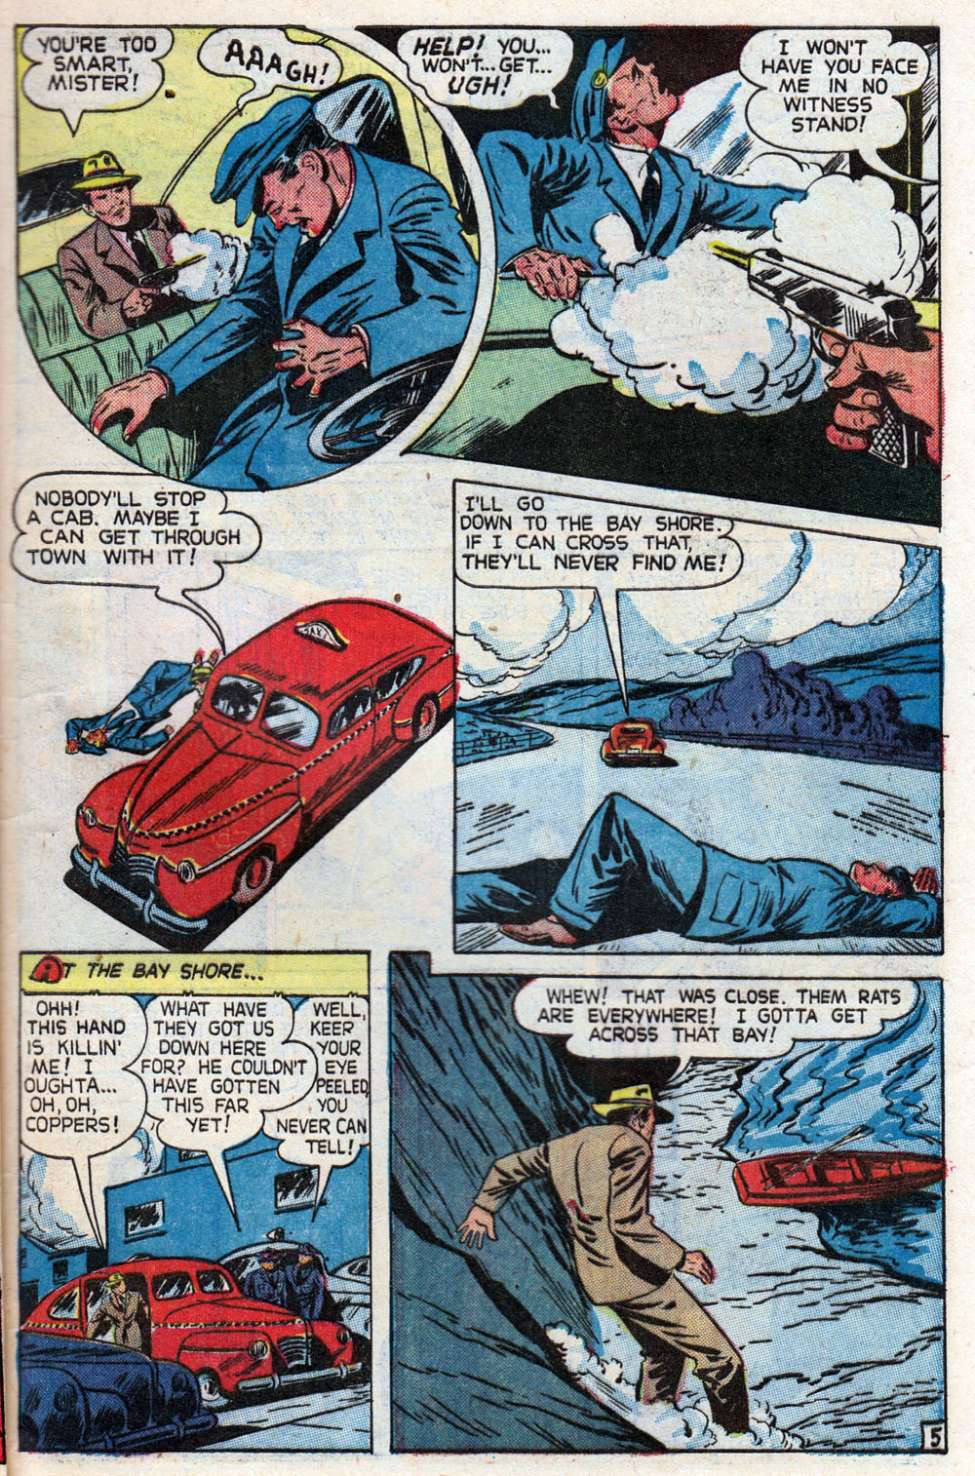 YOU'RE TOO
SMART,
MISTER!
AAAGH!
HELP! YOU...
WON'T...GET...
UGH!
I WON'T
HAVE YOU FACE
ME IN NO
WITNESS
STAND!
NOBODY'LL STOP
A CAB. MAYBE I
CAN GET THROUGH
TOWN WITH IT!
TAXI
I'LL GO
DOWN TO THE BAY SHORE.
IF I CAN CROSS THAT,
THEY'LL NEVER FIND ME!
AT THE BAY SHORE...
OHH!
THIS HAND
IS KILLIN'
ME! I
OUGHTA...
OH, OH,
COPPERS!
WHAT HAVE
THEY GOT US
DOWN HERE
FOR? HE COULDN'T
HAVE GOTTEN
THIS FAR
YET!
WELL,
KEEP
YOUR
EYE
PEELED,
YOU
NEVER CAN
TELL!
WHEW! THAT WAS CLOSE. THEM RATS
ARE EVERYWHERE! I GOTTA GET
ACROSS THAT BAY!
5